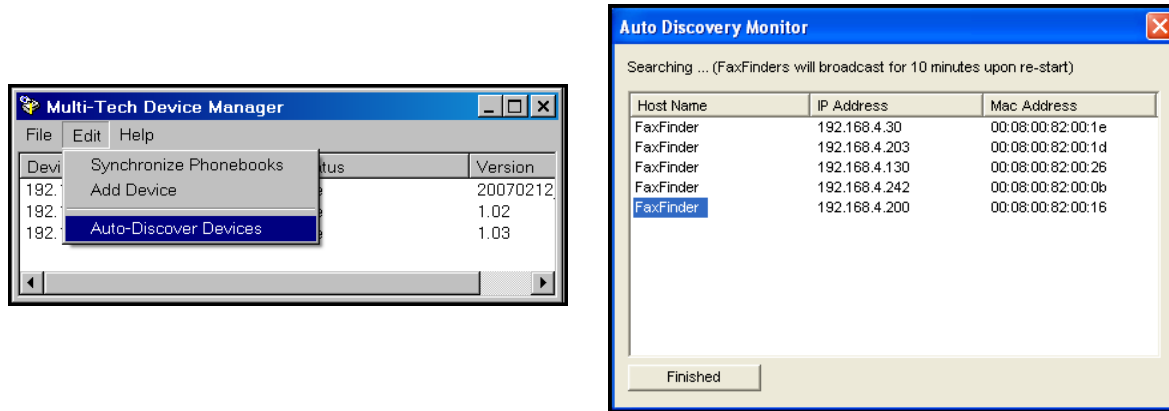 Multi-Tech Device Manager
File Edit Help
Synchronize Phonebooks
Add Device
Auto-Discover Devices
Version
192.
20070212
192.
1.02
192.
1.03
Auto Discovery Monitor
Searching ... (FaxFinders will broadcast for 10 minutes upon re-start)
Host Name IP Address Mac Address
FaxFinder 192.168.4.30 00:08:00:82:00:1e
FaxFinder 192.168.4.203 00:08:00:82:00:1d
FaxFinder 192.168.4.130 00:08:00:82:00:26
FaxFinder 192.168.4.242 00:08:00:82:00:0b
FaxFinder 192.168.4.200 00:08:00:82:00:16
Finished